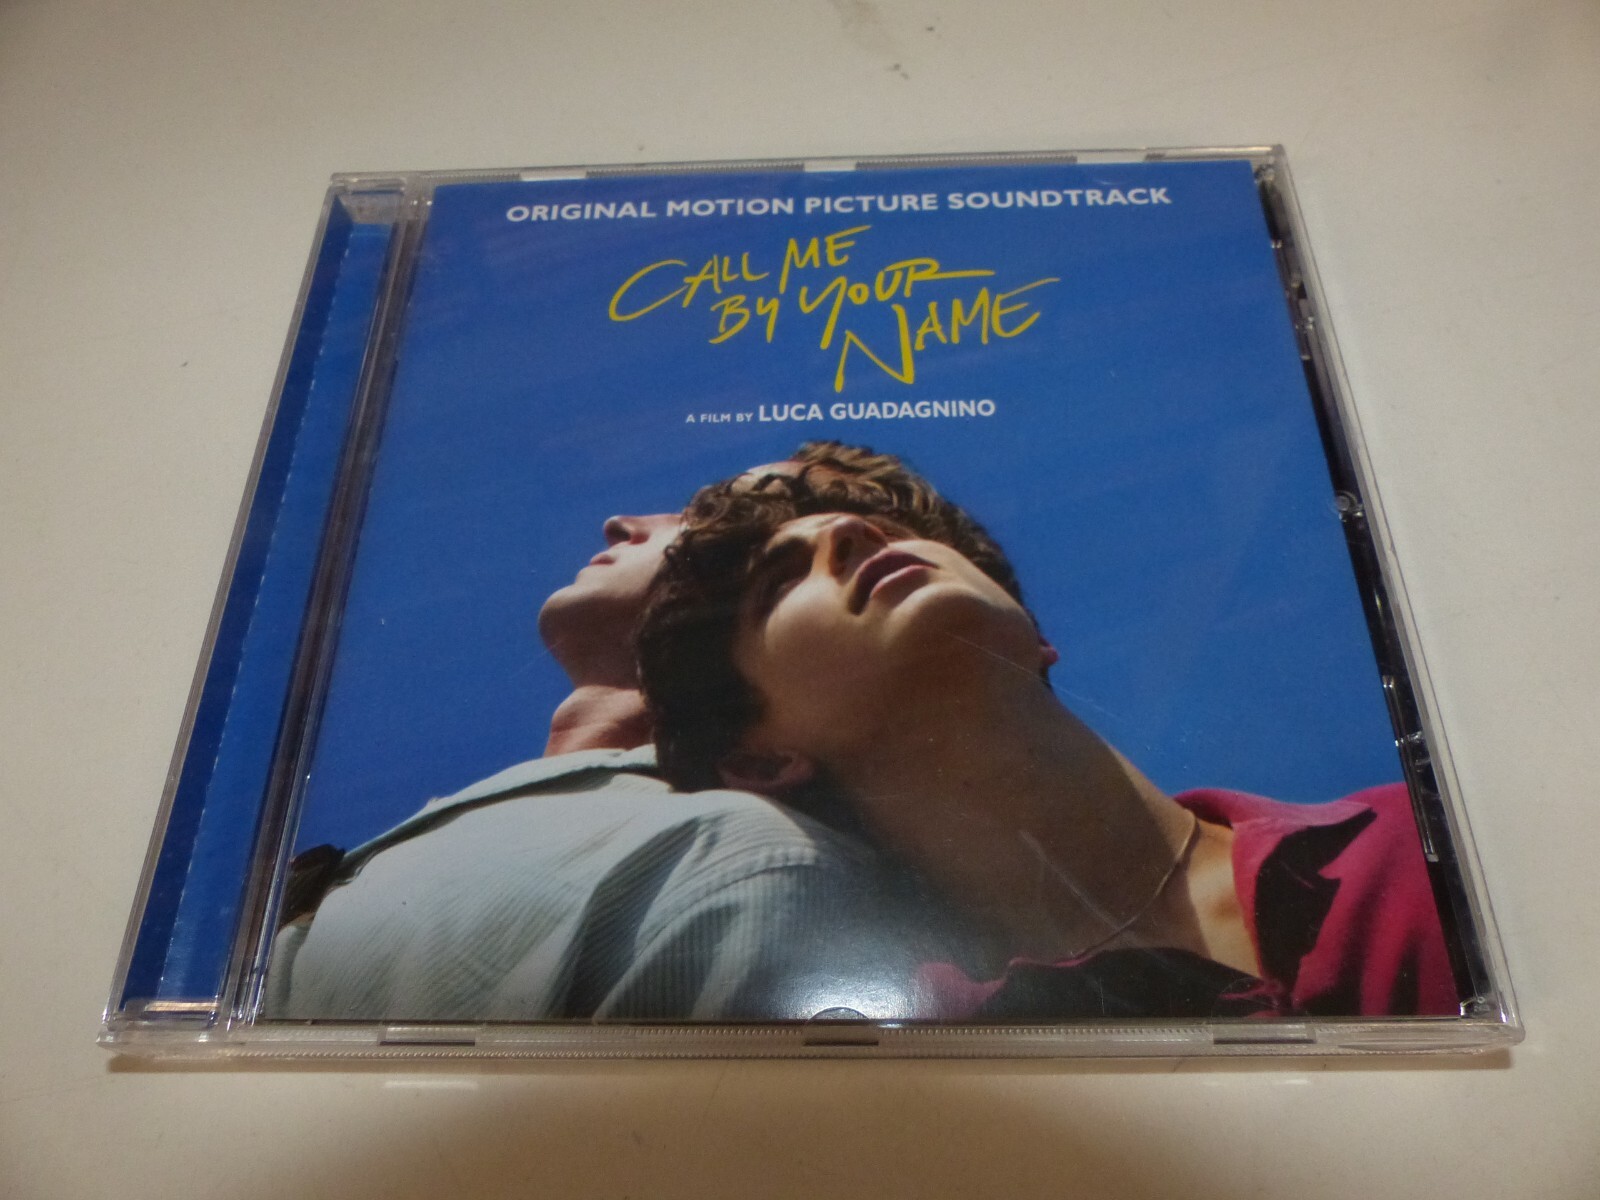 ORIGINAL MOTION PICTURE SOUNDTRACK
CALL ME
BY YOUR
NAME
A FILM BY LUCA GUADAGNINO